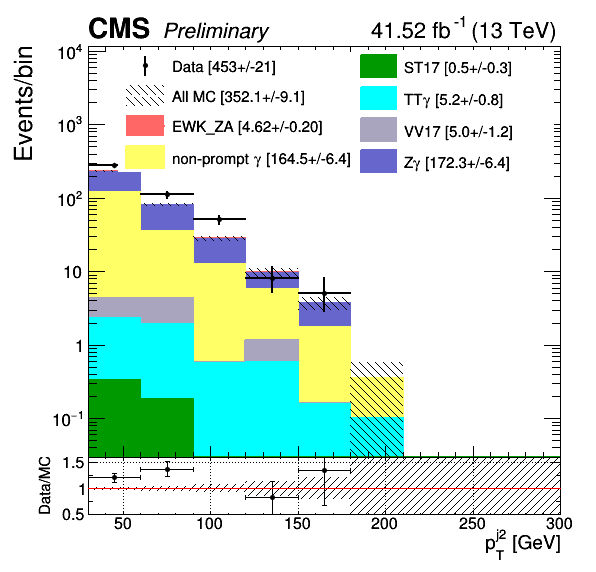 CMS Preliminary 41.52 fb⁻¹ (13 TeV)
Events/bin
10⁴
10³
10²
10
1
10⁻¹
Data [453+/-21]
All MC [352.1+/-9.1]
EWK_ZA [4.62+/-0.20]
non-prompt γ [164.5+/-6.4]
ST17 [0.5+/-0.3]
TTγ [5.2+/-0.8]
VV17 [5.0+/-1.2]
Zγ [172.3+/-6.4]
Data/MC
1.5
1
0.5
50 100 150 200 250 300
p_T^j2 [GeV]